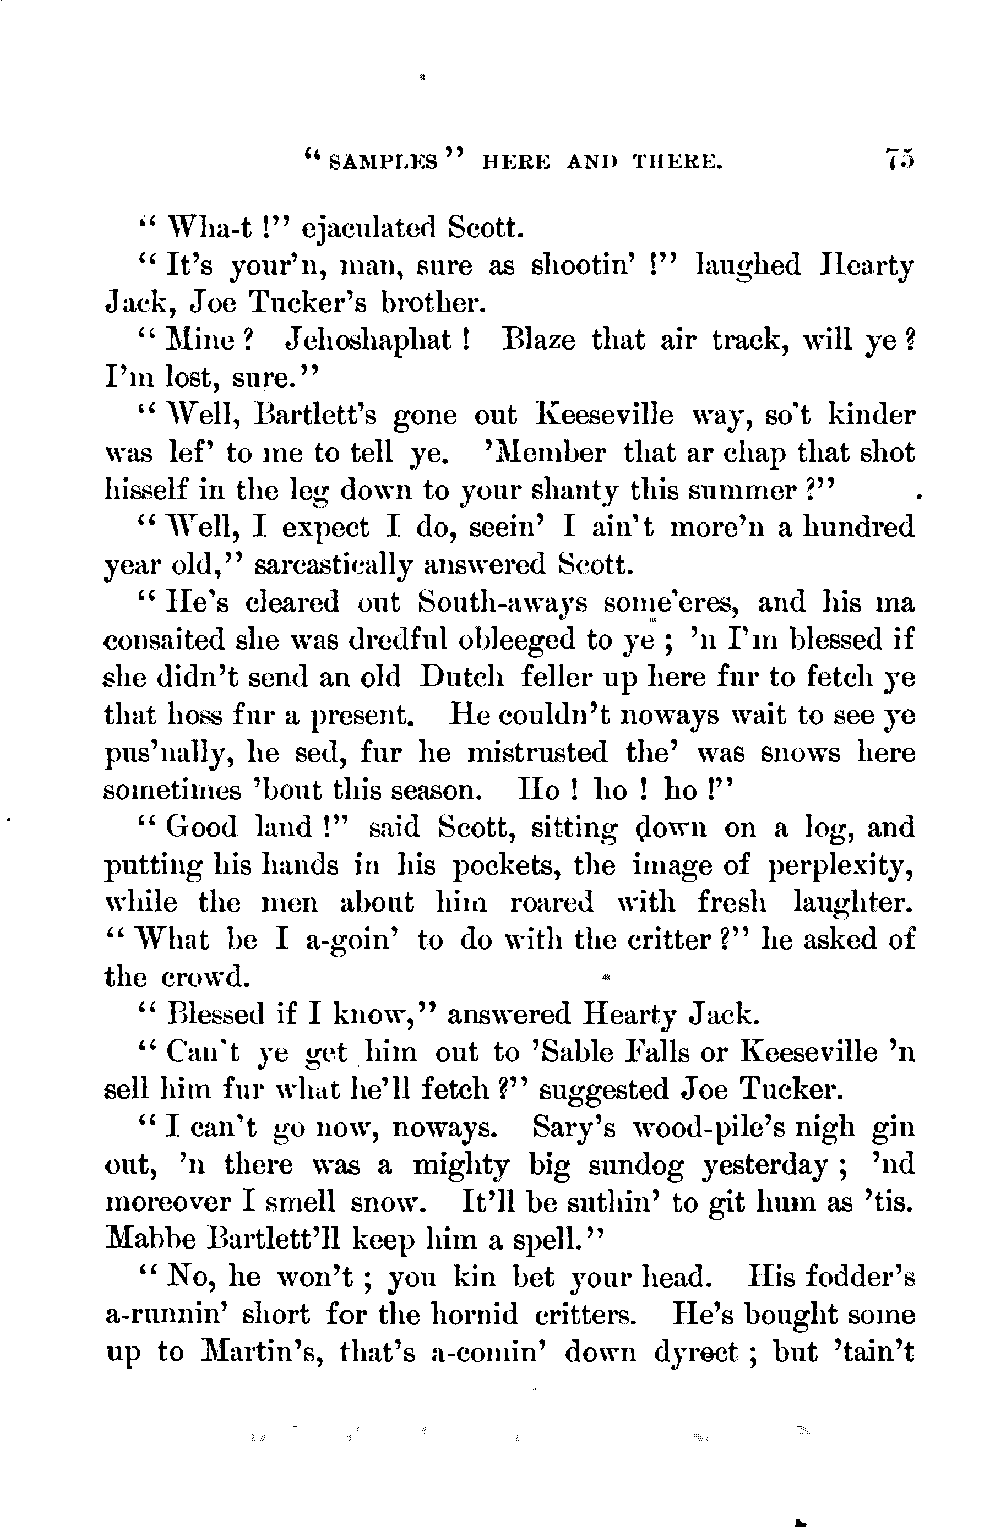 “ SAMPLES ” HERE AND THERE. 75
“ Wha-t !” ejaculated Scott.
“ It’s your’n, man, sure as shootin’ !” laughed Hearty
Jack, Joe Tucker’s brother.
“ Mine ? Jehoshaphat ! Blaze that air track, will ye ?
I’m lost, sure.”
“ Well, Bartlett’s gone out Keeseville way, so’t kinder
was lef’ to me to tell ye. ’Member that ar chap that shot
hisself in the leg down to your shanty this summer ?”
“ Well, I expect I do, seein’ I ain’t more’n a hundred
year old,” sarcastically answered Scott.
“ He’s cleared out South-aways some’eres, and his ma
consaited she was dredful obleeged to ye ; ’n I’m blessed if
she didn’t send an old Dutch feller up here fur to fetch ye
that hoss fur a present. He couldn’t noways wait to see ye
pus’nally, he sed, fur he mistrusted the’ was snows here
sometimes ’bout this season. Ho ! ho ! ho !”
“ Good land !” said Scott, sitting down on a log, and
putting his hands in his pockets, the image of perplexity,
while the men about him roared with fresh laughter.
“ What be I a-goin’ to do with the critter ?” he asked of
the crowd.
“ Blessed if I know,” answered Hearty Jack.
“ Can’t ye get him out to ’Sable Falls or Keeseville ’n
sell him fur what he’ll fetch ?” suggested Joe Tucker.
“ I can’t go now, noways. Sary’s wood-pile’s nigh gin
out, ’n there was a mighty big sundog yesterday ; ’nd
moreover I smell snow. It’ll be suthin’ to git hum as ’tis.
Mabbe Bartlett’ll keep him a spell.”
“ No, he won’t ; you kin bet your head. His fodder’s
a-runnin’ short for the hornid critters. He’s bought some
up to Martin’s, that’s a-comin’ down dyrect ; but ’tain’t